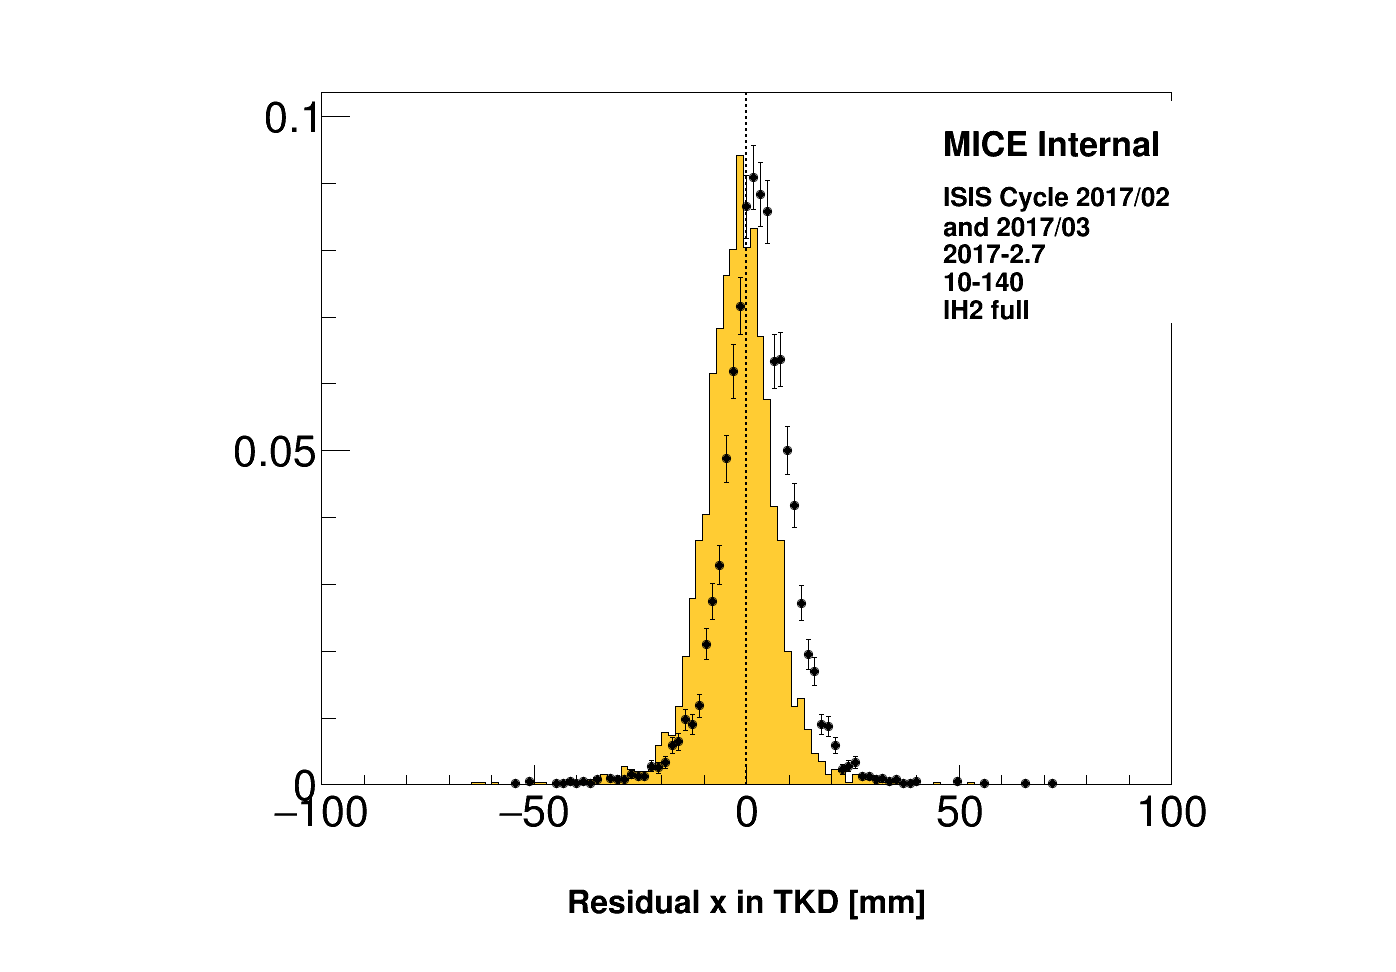 0.1
MICE Internal
ISIS Cycle 2017/02
and 2017/03
2017-2.7
10-140
lH2 full
0.05
0
−100 −50 0 50 100
Residual x in TKD [mm]